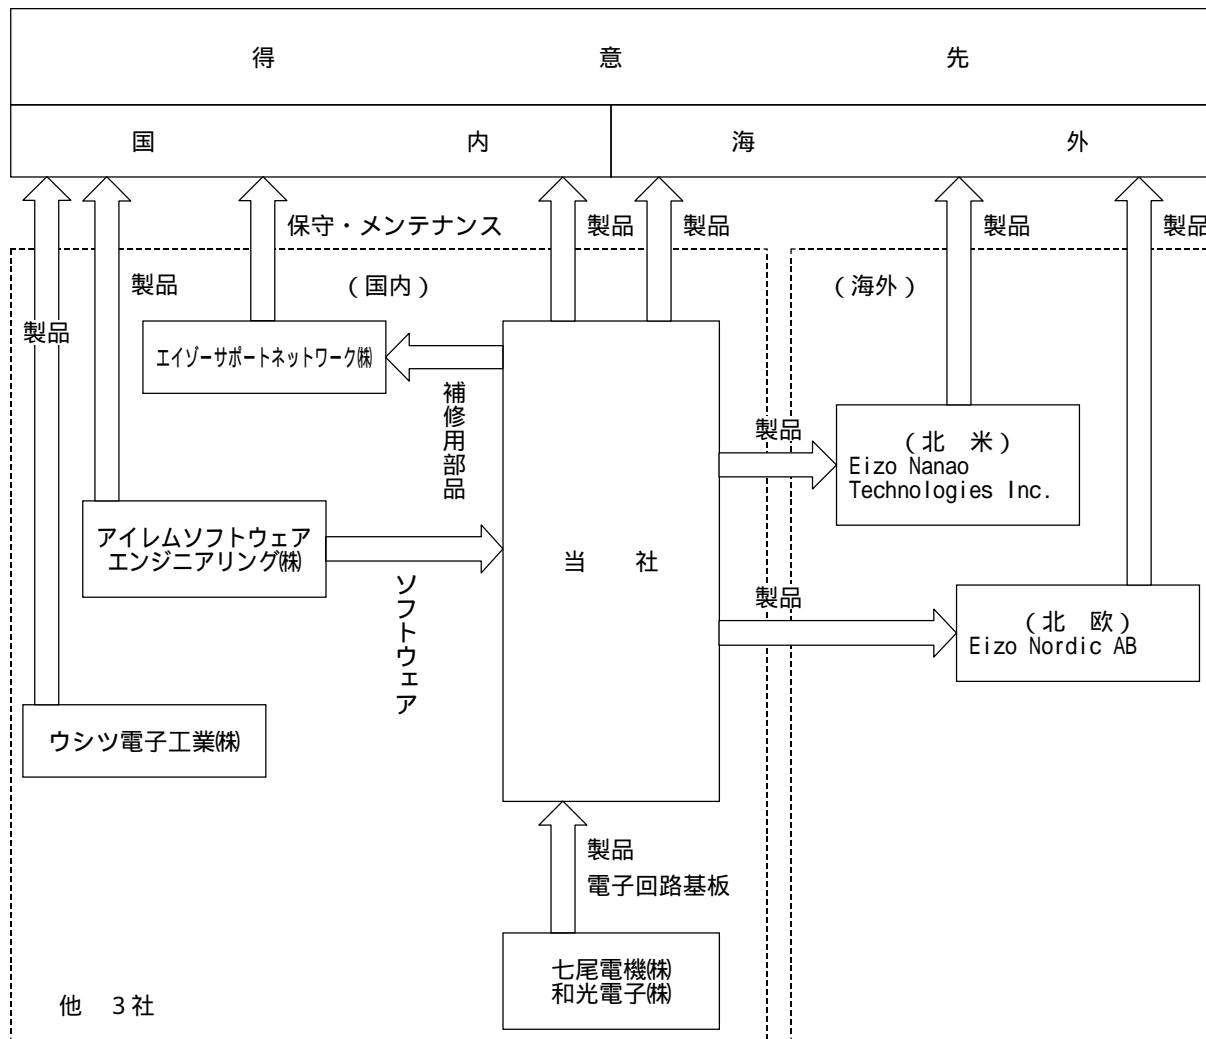 得意先
国内
海外
保守・メンテナンス
製品
製品
製品
製品
製品
(国内)
(海外)
製品
エイゾーサポートネットワーク㈱
補修用部品
製品
(北 米)
Eizo Nanao
Technologies Inc.
アイレムソフトウェア
エンジニアリング㈱
ソフトウェア
当 社
製品
(北 欧)
Eizo Nordic AB
ウシツ電子工業㈱
製品
電子回路基板
七尾電機㈱
和光電子㈱
他 3社